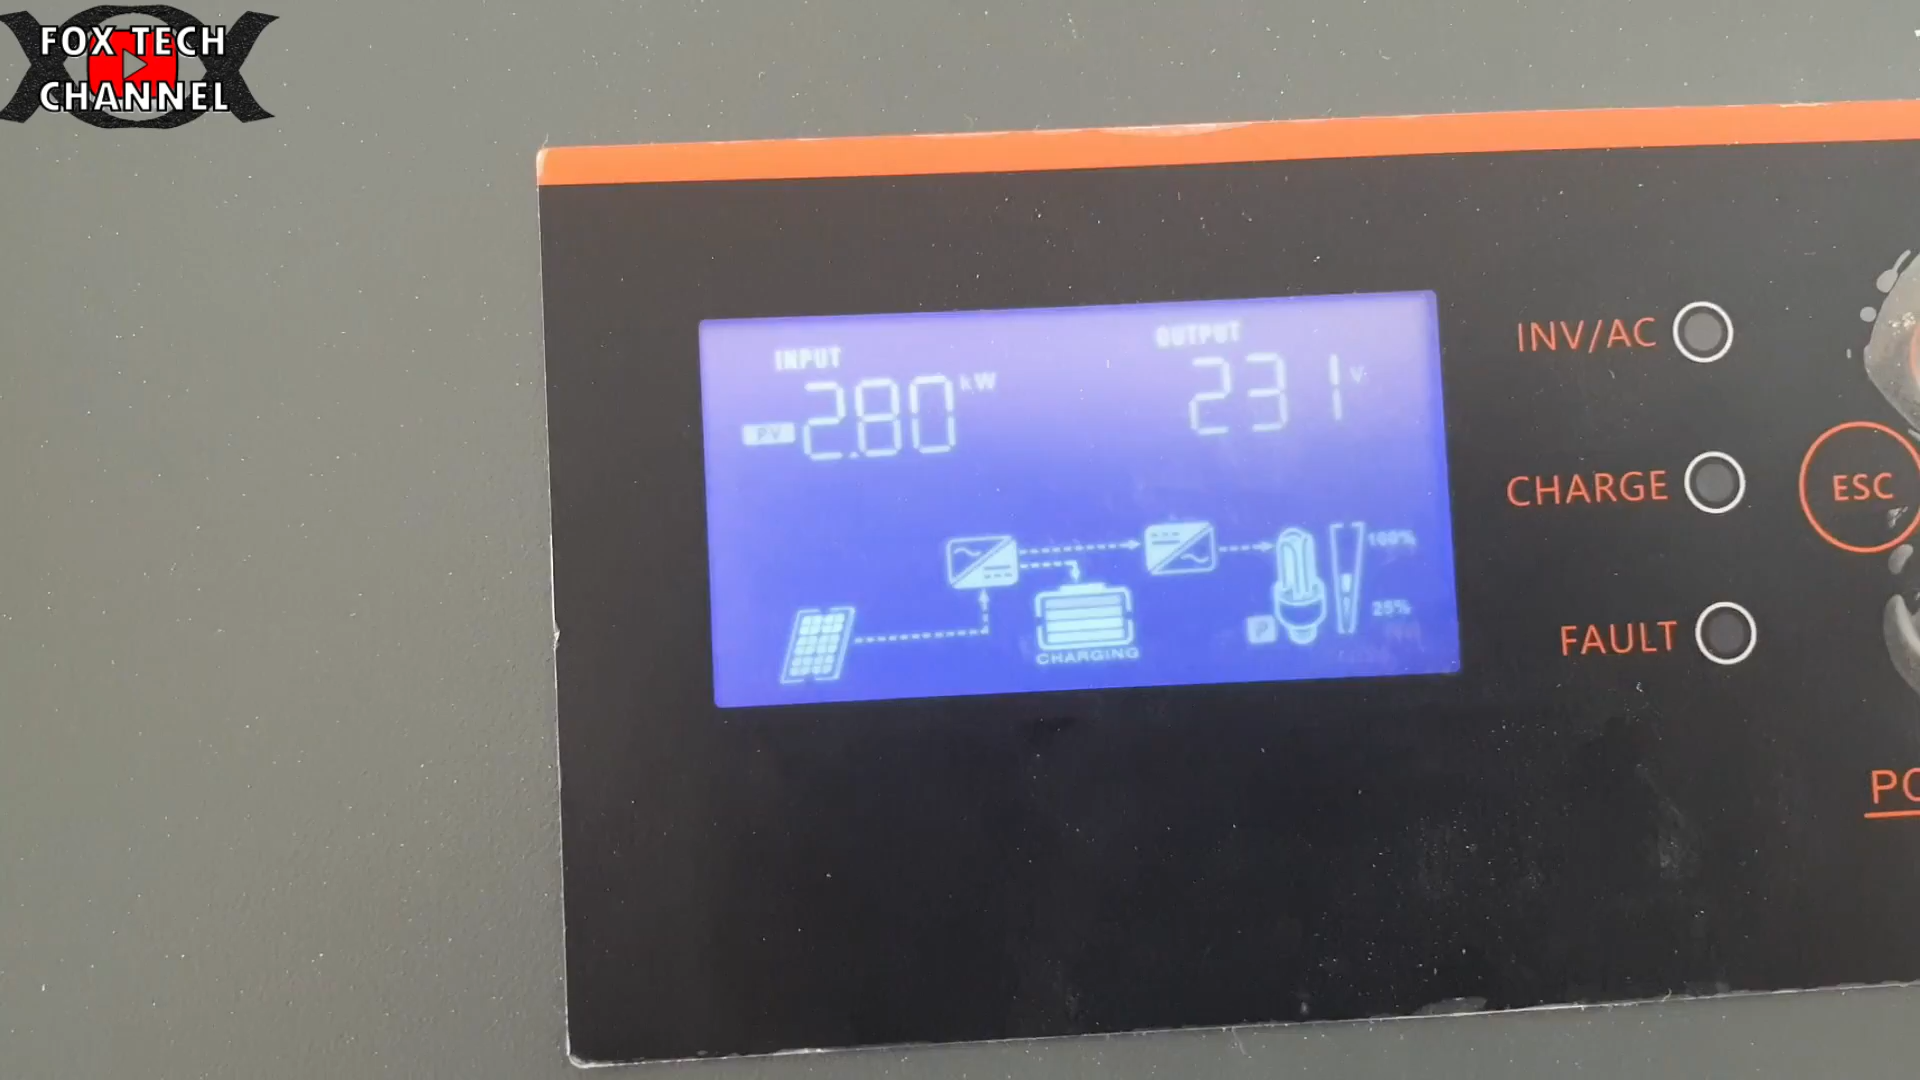 FOX TECH
CHANNEL
INPUT
PV 2.80 kW
OUTPUT
231 V
INV/AC
CHARGE
ESC
FAULT
100%
25%
P
CHARGING